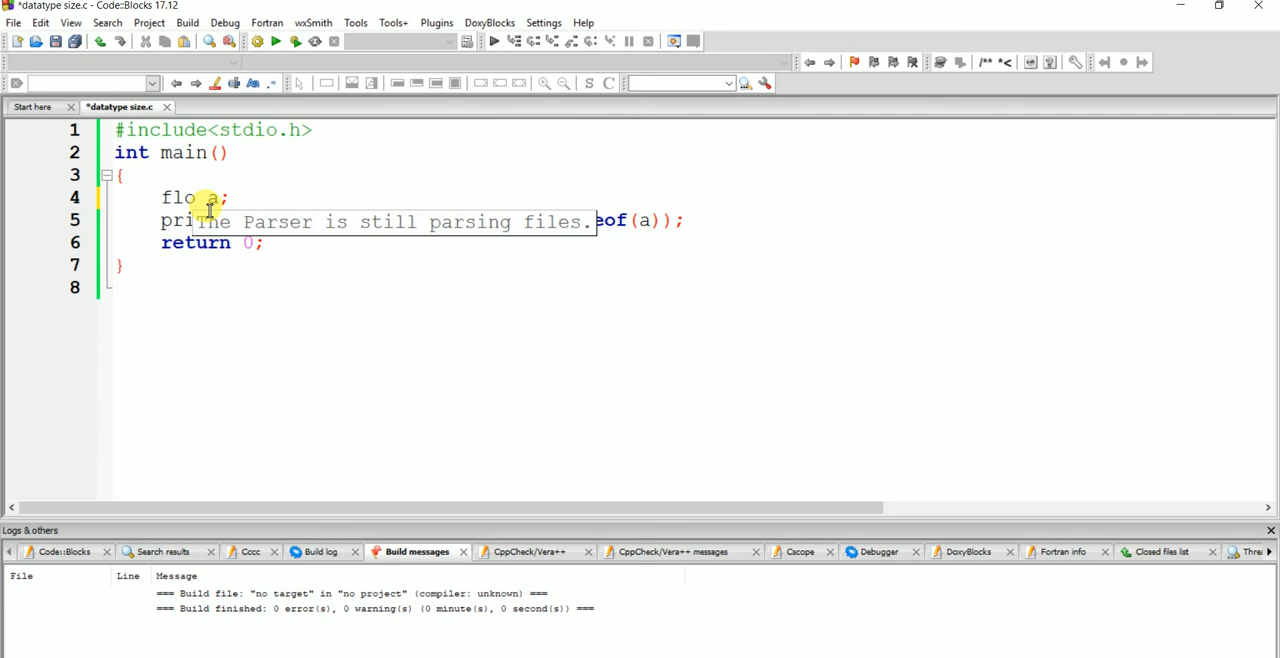 *datatype size.c - Code::Blocks 17.12
File Edit View Search Project Build Debug Fortran wxSmith Tools Tools+ Plugins DoxyBlocks Settings Help
/** *<
S C
Start here *datatype size.c
1 #include<stdio.h>
2 int main()
3 {
4 flo a;
5 pri eof(a));
The Parser is still parsing files.
6 return 0;
7 }
8
Logs & others
Code::Blocks Search results Cccc Build log Build messages CppCheck/Vera++ CppCheck/Vera++ messages Cscope Debugger DoxyBlocks Fortran info Closed files list Thre
File Line Message
=== Build file: "no target" in "no project" (compiler: unknown) ===
=== Build finished: 0 error(s), 0 warning(s) (0 minute(s), 0 second(s)) ===